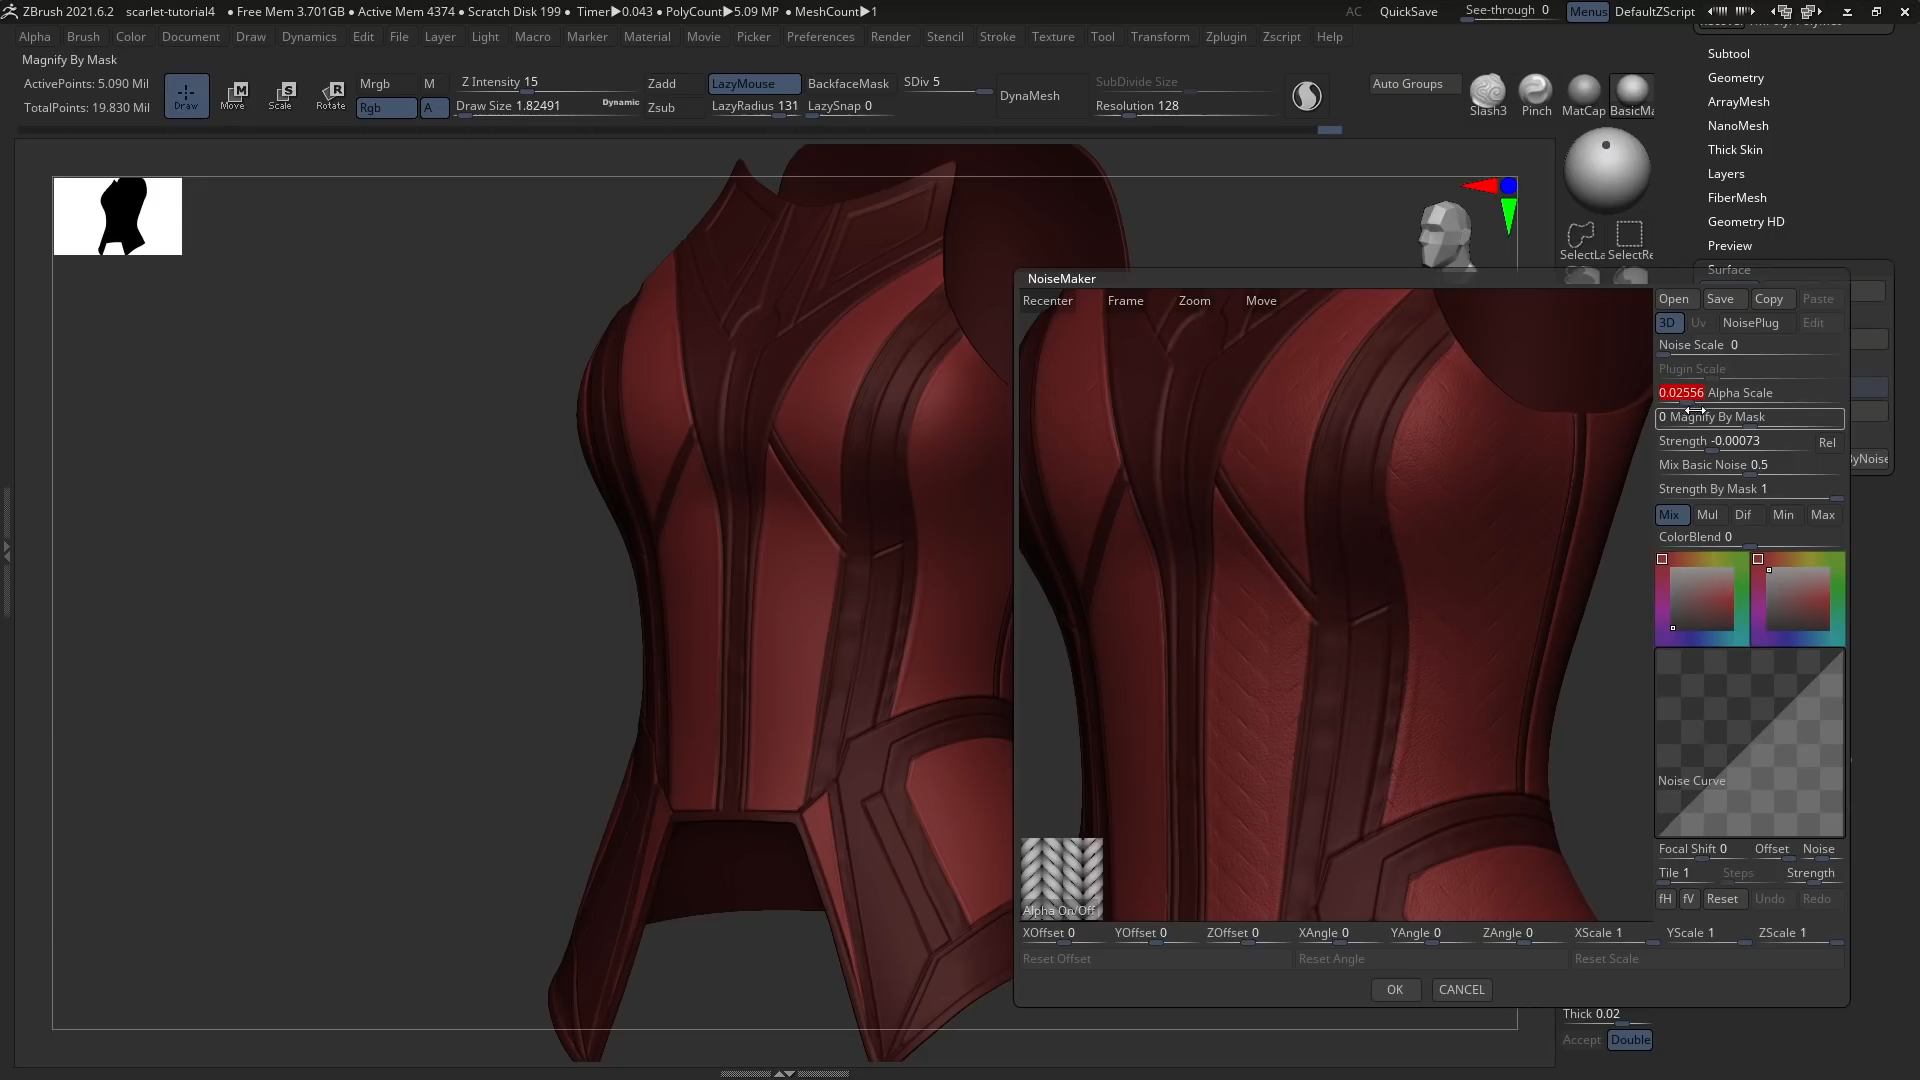 ZBrush 2021.6.2 scarlet-tutorial4 • Free Mem 3.701GB • Active Mem 4374 • Scratch Disk 199 • Timer▶0.043 • PolyCount▶5.09 MP • MeshCount▶1 AC QuickSave See-through 0 Menus DefaultZScript
Alpha Brush Color Document Draw Dynamics Edit File Layer Light Macro Marker Material Movie Picker Preferences Render Stencil Stroke Texture Tool Transform Zplugin Zscript Help
Magnify By Mask
ActivePoints: 5.090 Mil
TotalPoints: 19.830 Mil
Draw Move Scale Rotate
Mrgb M
Rgb A
Z Intensity 15
Draw Size 1.82491 Dynamic
Zadd
Zsub
LazyMouse BackfaceMask
LazyRadius 131 LazySnap 0
SDiv 5
DynaMesh
SubDivide Size
Resolution 128
Auto Groups
Slash3 Pinch MatCap BasicMa
SelectLa SelectRe
Subtool
Geometry
ArrayMesh
NanoMesh
Thick Skin
Layers
FiberMesh
Geometry HD
Preview
Surface
NoiseMaker
Recenter Frame Zoom Move
Open Save Copy Paste
3D Uv NoisePlug Edit
Noise Scale 0
Plugin Scale
0.02556 Alpha Scale
0 Magnify By Mask
Strength -0.00073 Rel
Mix Basic Noise 0.5
ByNoise
Strength By Mask 1
Mix Mul Dif Min Max
ColorBlend 0
Noise Curve
Focal Shift 0 Offset Noise
Tile 1 Steps Strength
fH fV Reset Undo Redo
Alpha On/Off
XOffset 0 YOffset 0 ZOffset 0 XAngle 0 YAngle 0 ZAngle 0 XScale 1 YScale 1 ZScale 1
Reset Offset Reset Angle Reset Scale
OK CANCEL
Thick 0.02
Accept Double